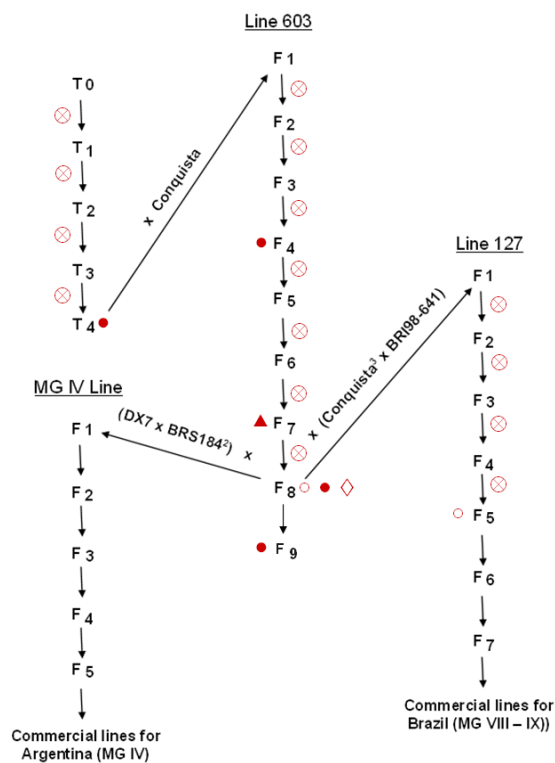 Line 603
T0
T1
T2
T3
T4
x Conquista
F1
F2
F3
F4
F5
F6
F7
F8
F9
MG IV Line
(DX7 x BRS184²) x
F1
F2
F3
F4
F5
Commercial lines for
Argentina (MG IV)
x (Conquista³ x BRI98-641)
Line 127
F1
F2
F3
F4
F5
F6
F7
Commercial lines for
Brazil (MG VIII – IX))